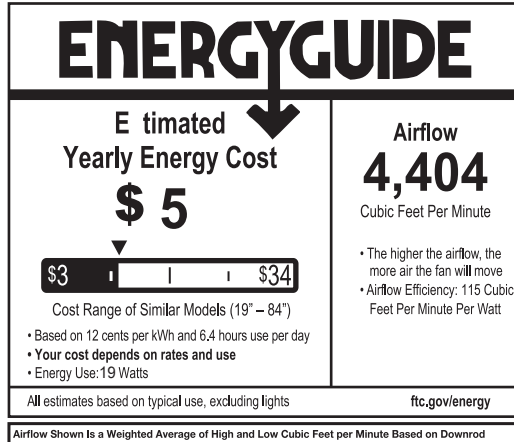 ENERGYGUIDE
E timated
Yearly Energy Cost
$ 5
$3 $34
Cost Range of Similar Models (19" – 84")
• Based on 12 cents per kWh and 6.4 hours use per day
• Your cost depends on rates and use
• Energy Use:19 Watts
Airflow
4,404
Cubic Feet Per Minute
• The higher the airflow, the
more air the fan will move
• Airflow Efficiency: 115 Cubic
Feet Per Minute Per Watt
All estimates based on typical use, excluding lights
ftc.gov/energy
Airflow Shown Is a Weighted Average of High and Low Cubic Feet per Minute Based on Downrod